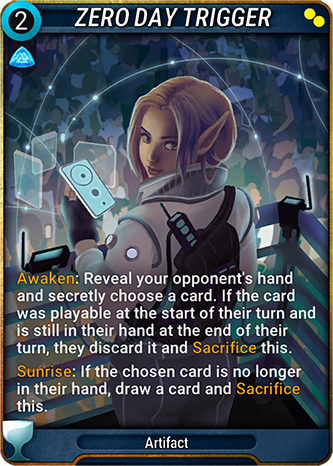 2
ZERO DAY TRIGGER
Awaken: Reveal your opponent's hand
and secretly choose a card. If the card
was playable at the start of their turn and
is still in their hand at the end of their
turn, they discard it and Sacrifice this.
Sunrise: If the chosen card is no longer
in their hand, draw a card and Sacrifice
this.
Artifact